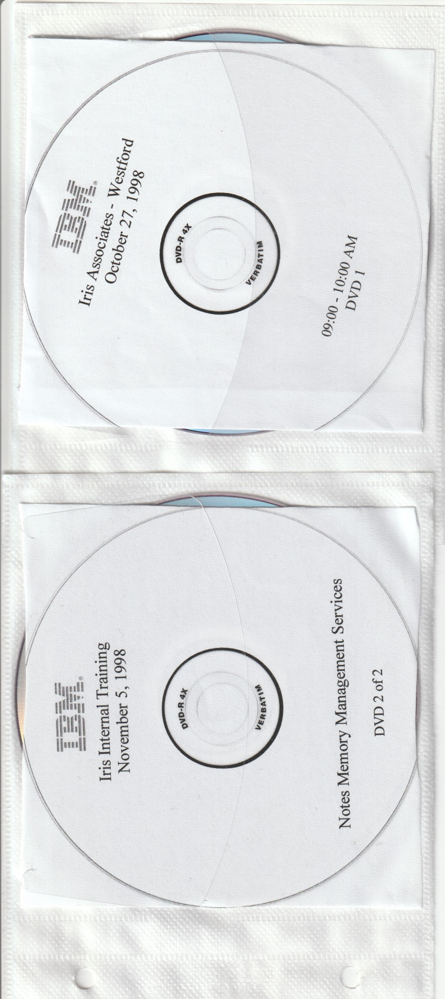 IBM®
Iris Associates - Westford
October 27, 1998
DVD-R 4X
VERBATIM
09:00 - 10:00 AM
DVD 1
IBM®
Iris Internal Training
November 5, 1998
DVD-R 4X
VERBATIM
Notes Memory Management Services
DVD 2 of 2